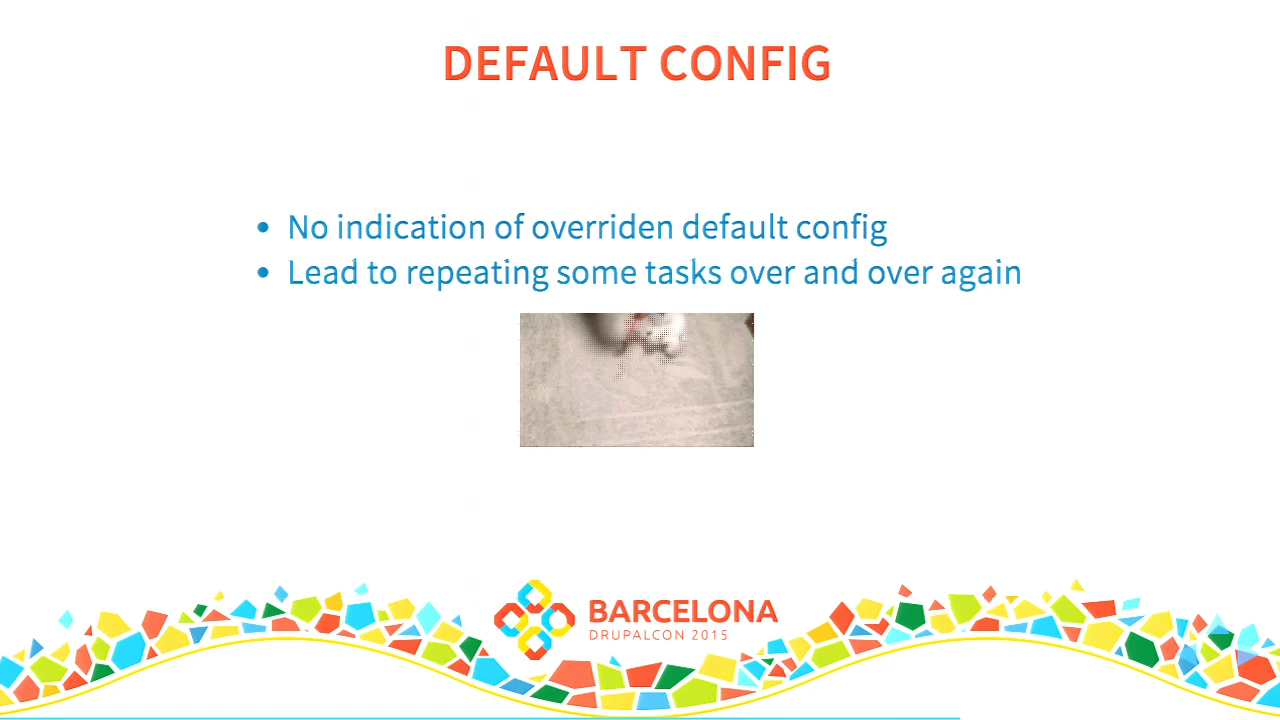 DEFAULT CONFIG
• No indication of overriden default config
• Lead to repeating some tasks over and over again
BARCELONA
DRUPALCON 2015